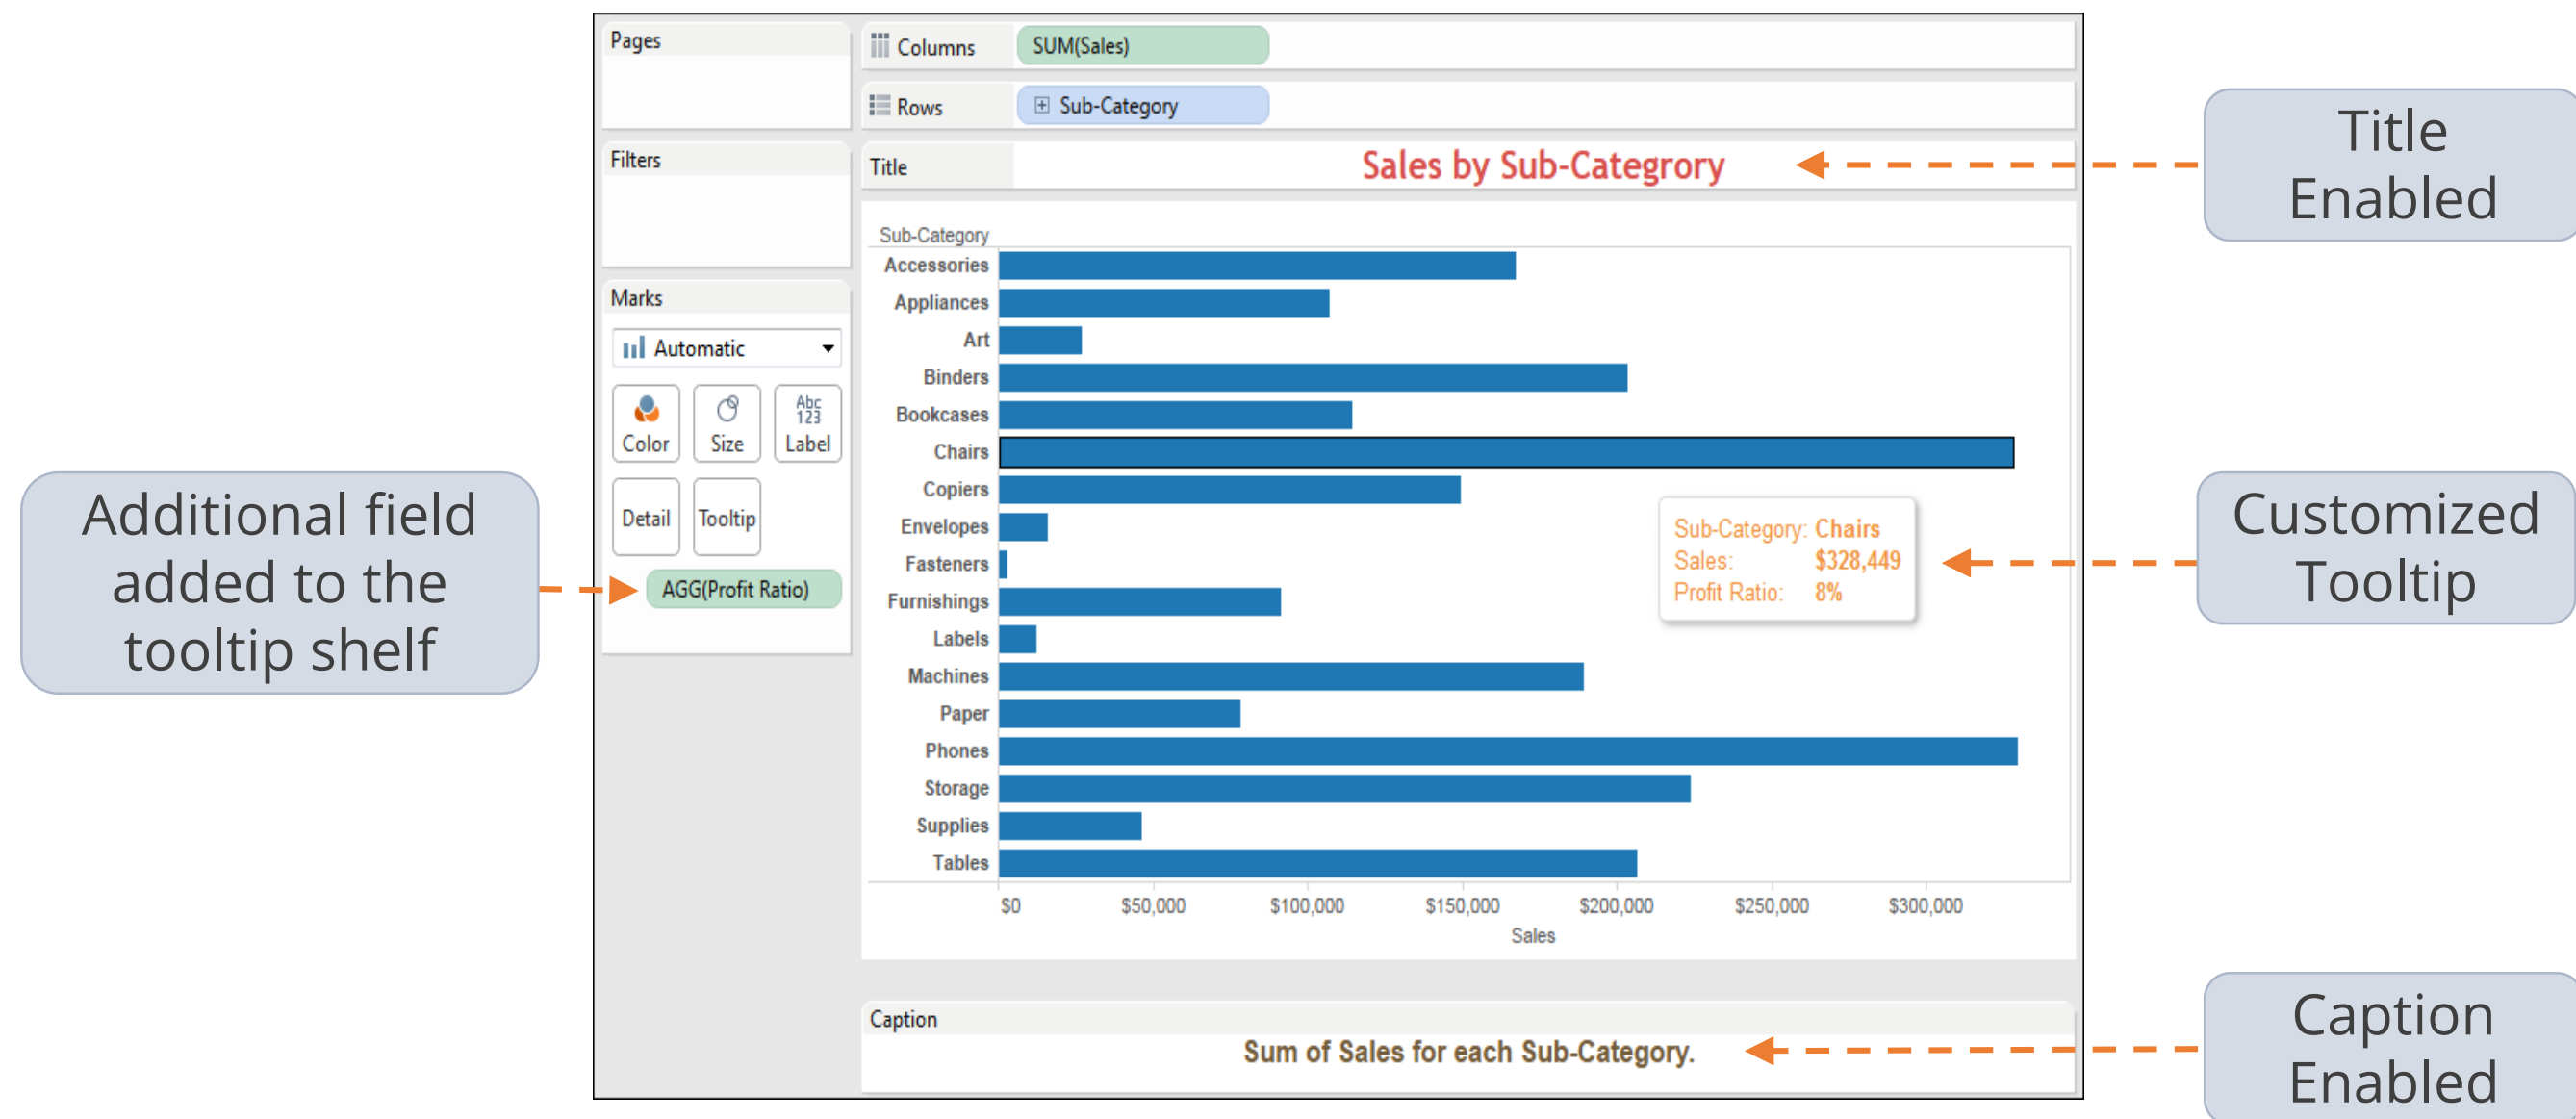 Pages
Columns
SUM(Sales)
Rows
Sub-Category
Filters
Title
Sales by Sub-Categrory
Title
Enabled
Marks
Automatic
Color
Size
Abc
123
Label
Detail
Tooltip
AGG(Profit Ratio)
Additional field
added to the
tooltip shelf
Sub-Category
Accessories
Appliances
Art
Binders
Bookcases
Chairs
Copiers
Envelopes
Fasteners
Furnishings
Labels
Machines
Paper
Phones
Storage
Supplies
Tables
$0
$50,000
$100,000
$150,000
$200,000
$250,000
$300,000
Sales
Sub-Category: Chairs
Sales: $328,449
Profit Ratio: 8%
Customized
Tooltip
Caption
Sum of Sales for each Sub-Category.
Caption
Enabled